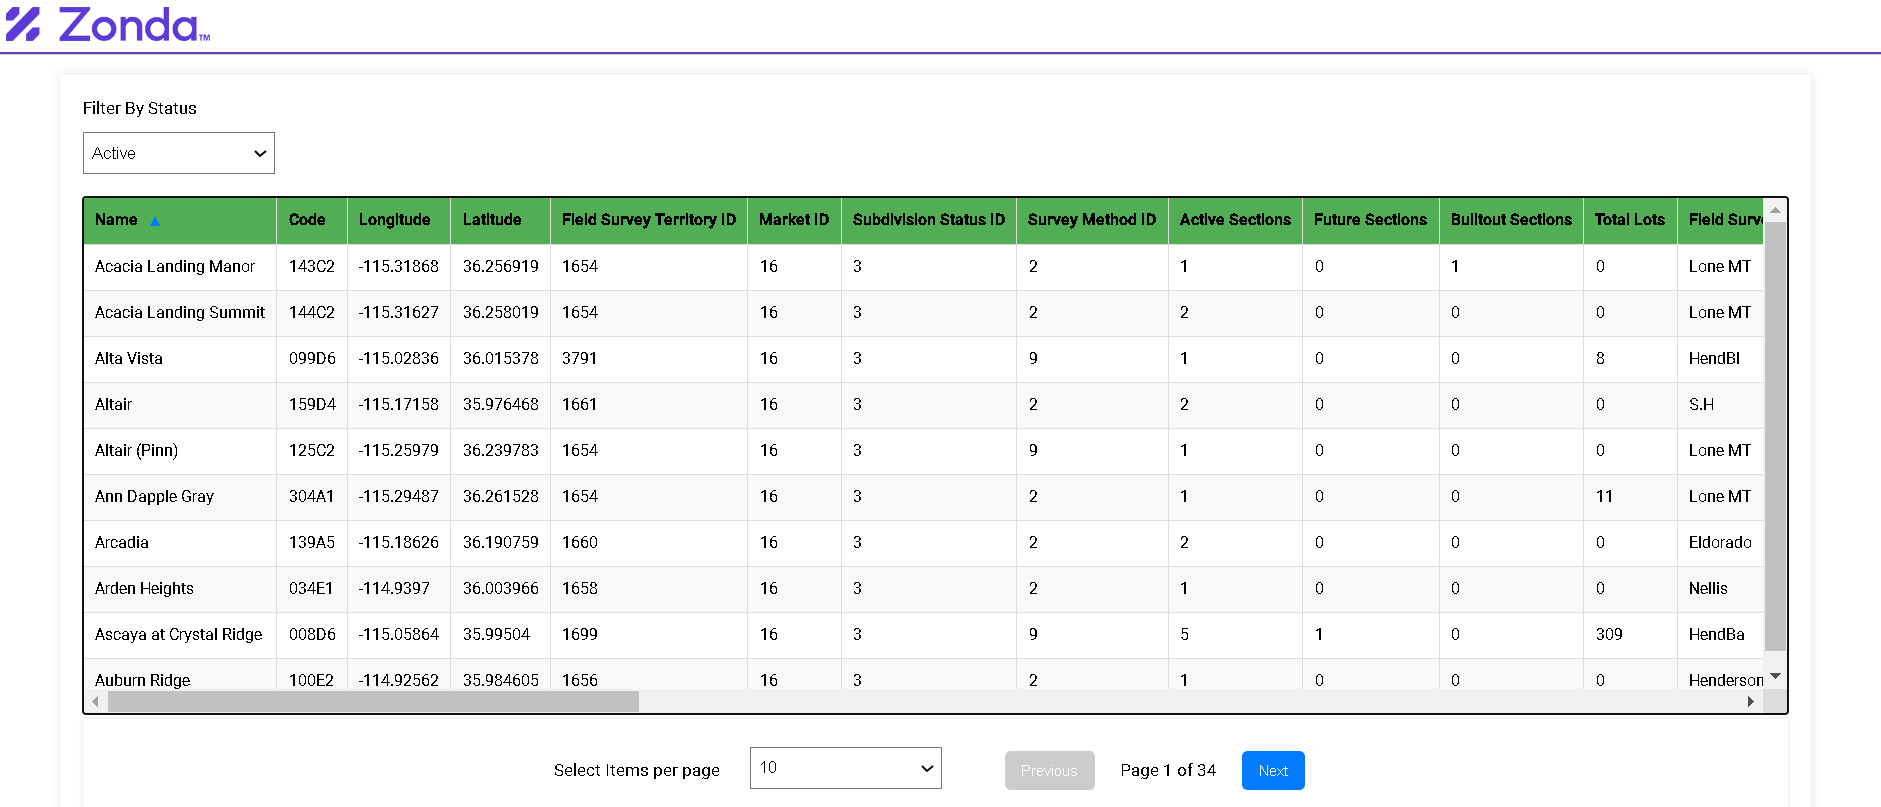 Zonda™
Filter By Status
Active
Name ▲ Code Longitude Latitude Field Survey Territory ID Market ID Subdivision Status ID Survey Method ID Active Sections Future Sections Builtout Sections Total Lots Field Surve
Acacia Landing Manor 143C2 -115.31868 36.256919 1654 16 3 2 1 0 1 0 Lone MT
Acacia Landing Summit 144C2 -115.31627 36.258019 1654 16 3 2 2 0 0 0 Lone MT
Alta Vista 099D6 -115.02836 36.015378 3791 16 3 9 1 0 0 8 HendBl
Altair 159D4 -115.17158 35.976468 1661 16 3 2 2 0 0 0 S.H
Altair (Pinn) 125C2 -115.25979 36.239783 1654 16 3 9 1 0 0 0 Lone MT
Ann Dapple Gray 304A1 -115.29487 36.261528 1654 16 3 2 1 0 0 11 Lone MT
Arcadia 139A5 -115.18626 36.190759 1660 16 3 2 2 0 0 0 Eldorado
Arden Heights 034E1 -114.9397 36.003966 1658 16 3 2 1 0 0 0 Nellis
Ascaya at Crystal Ridge 008D6 -115.05864 35.99504 1699 16 3 9 5 1 0 309 HendBa
Auburn Ridge 100E2 -114.92562 35.984605 1656 16 3 2 1 0 0 0 Henderson
Select Items per page 10 Previous Page 1 of 34 Next